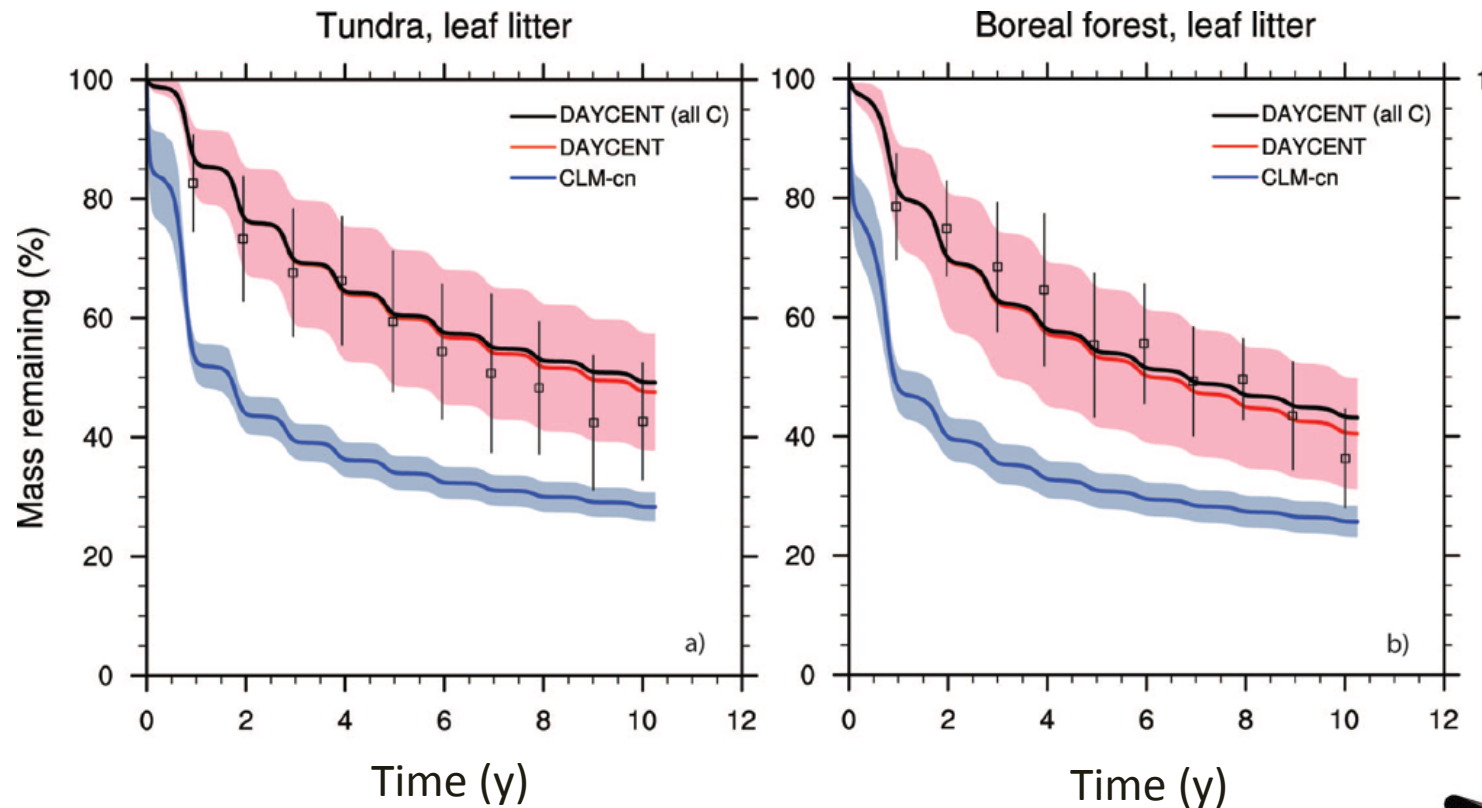 Tundra, leaf litter
Boreal forest, leaf litter
Mass remaining (%)
100
80
60
40
20
0
DAYCENT (all C)
DAYCENT
CLM-cn
a)
0 2 4 6 8 10 12
Time (y)
100
80
60
40
20
0
DAYCENT (all C)
DAYCENT
CLM-cn
b)
0 2 4 6 8 10 12
Time (y)